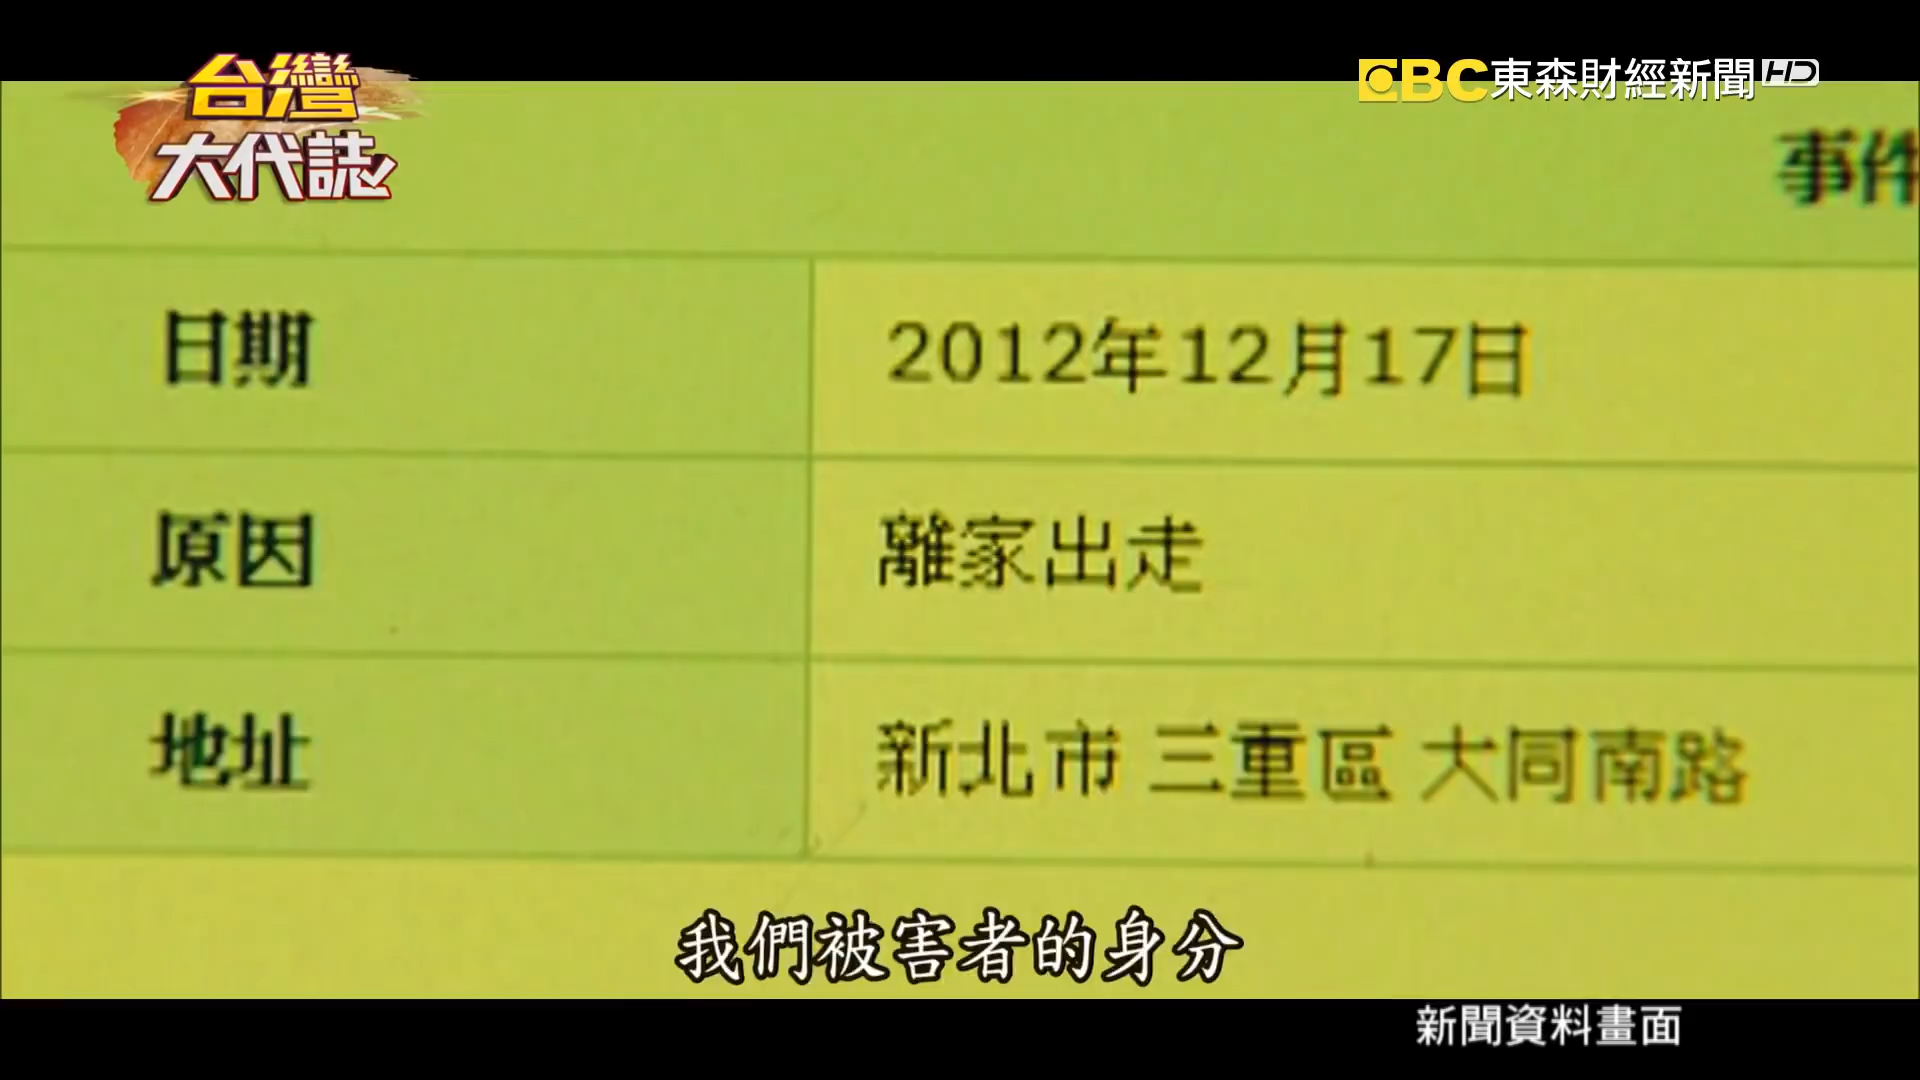 台灣
大代誌
EBC東森財經新聞HD
事件
日期 2012年12月17日
原因 離家出走
地址 新北市 三重區 大同南路
我們被害者的身分
新聞資料畫面